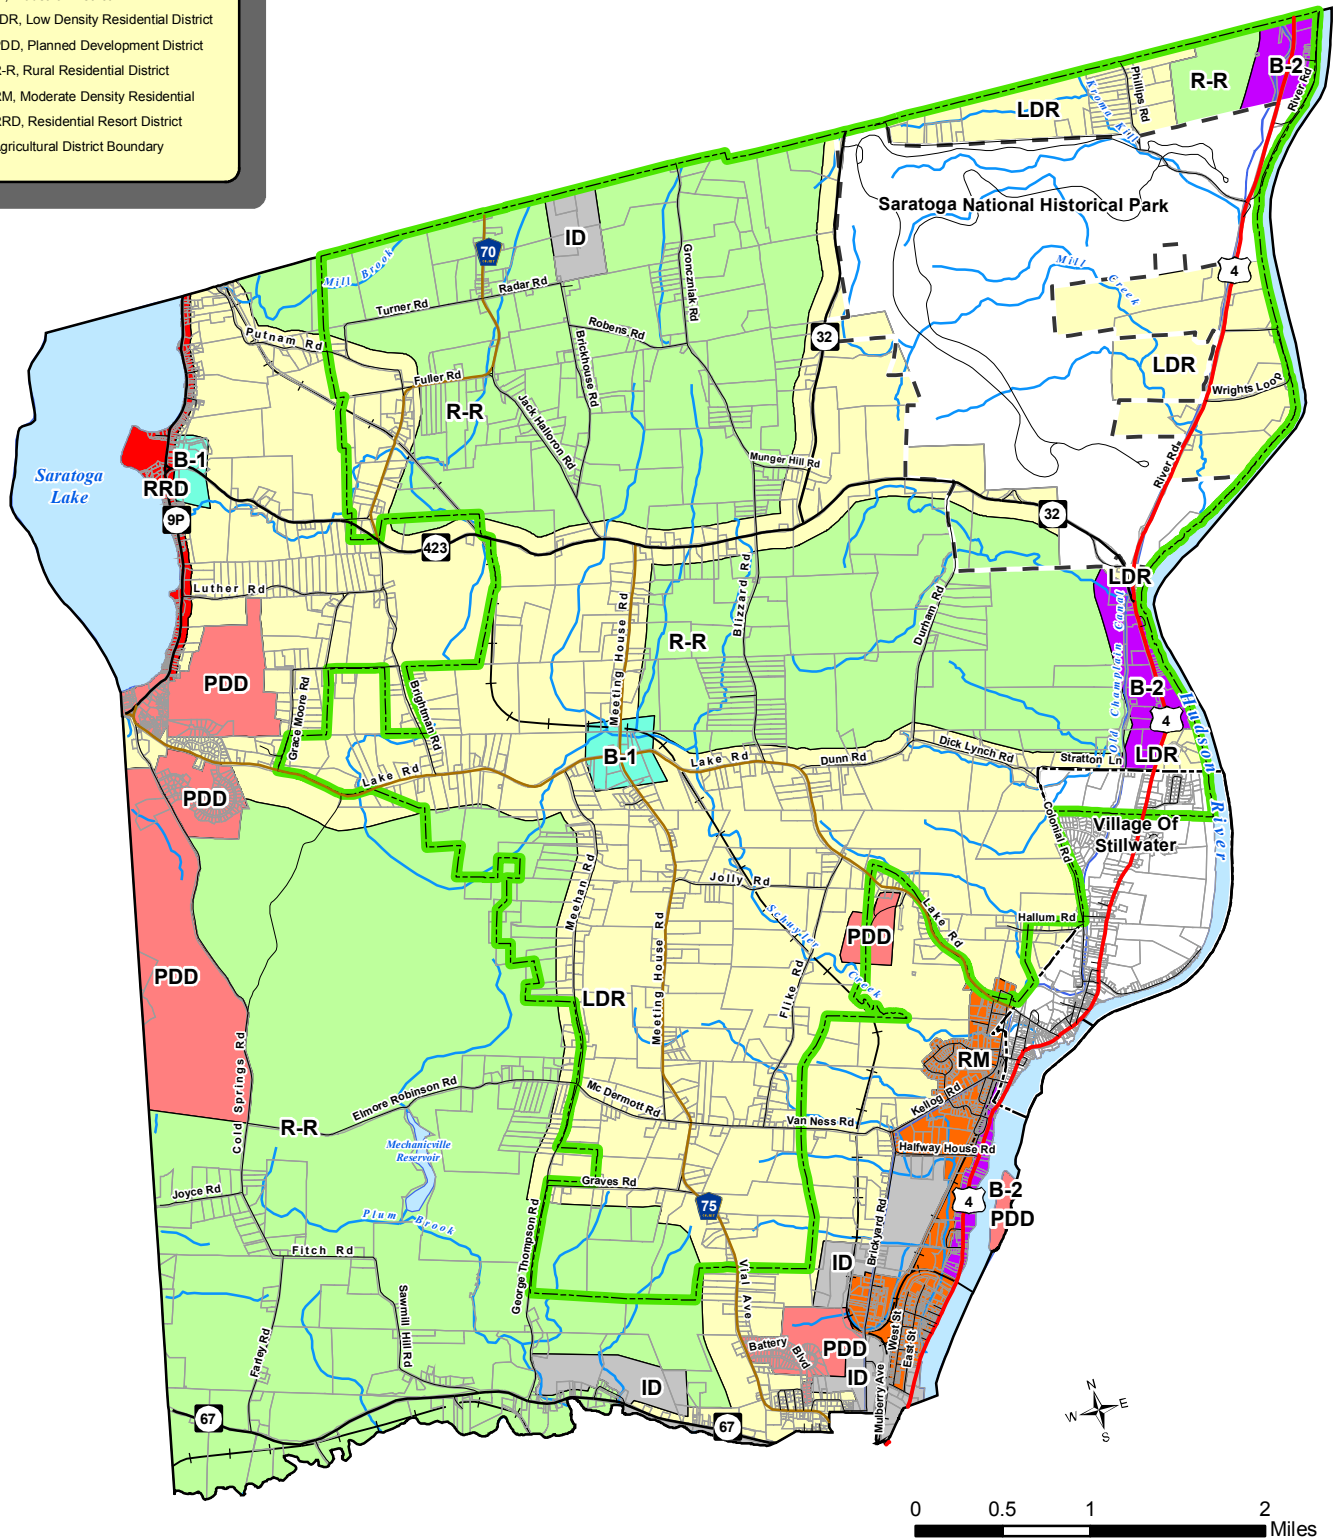 DR, Low Density Residential District
DD, Planned Development District
R-R, Rural Residential District
RM, Moderate Density Residential
RRD, Residential Resort District
Agricultural District Boundary
B-2
R-R
River Rd
LDR
Phillips Rd
Kroma Kill
Saratoga National Historical Park
ID
70
Mill Brook
Gronczniak Rd
Mill Creek
4
Radar Rd
Turner Rd
Robens Rd
32
Putnam Rd
Brickhouse Rd
LDR
Fuller Rd
Wrights Loop
R-R
Jack Halloron Rd
River Rd
B-1
Munger Hill Rd
Saratoga
Lake
RRD
9P
32
423
Luther Rd
Blizzard Rd
Durham Rd
LDR
Meeting House Rd
Old Champlain Canal
R-R
PDD
B-2
Grace Moore Rd
Brightman Rd
4
Hudson River
B-1
Lake Rd
Dunn Rd
Dick Lynch Rd
Stratton Ln
LDR
Lake Rd
PDD
Colonial Rd
Village Of
Stillwater
Jolly Rd
Meehan Rd
Schuyler Creek
Lake Rd
Hallum Rd
PDD
Meeting House Rd
PDD
Flike Rd
LDR
Cold Springs Rd
RM
Elmore Robinson Rd
Mc Dermott Rd
Kellog Rd
R-R
Van Ness Rd
Mechanicville
Reservoir
Halfway House Rd
Joyce Rd
Graves Rd
75
4
B-2
PDD
Plum Brook
Brickyard Rd
George Thompson Rd
Fitch Rd
ID
Vial Ave
Sawmill Hill Rd
Farley Rd
West St
East St
Battery Blvd
PDD
ID
ID
Mulberry Ave
67
67
N
W
E
S
0 0.5 1 2
Miles